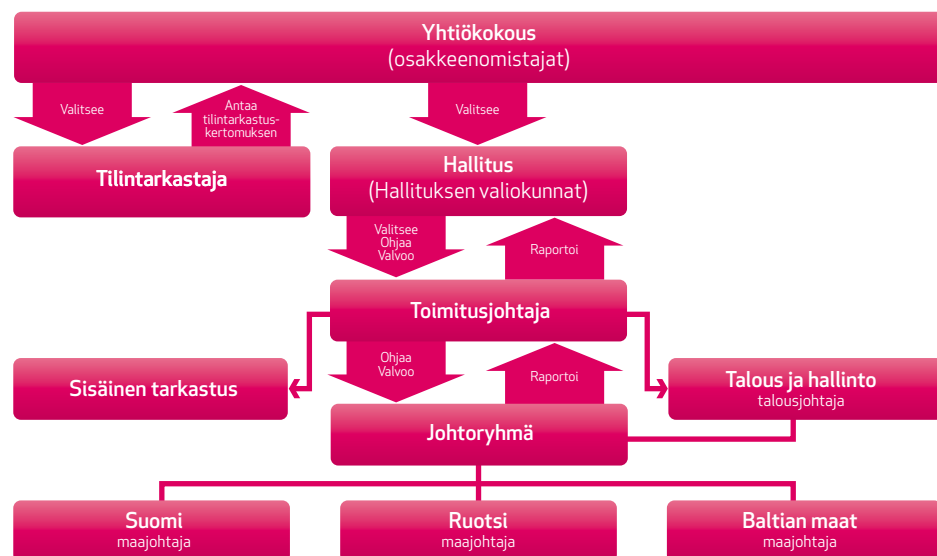 Yhtiökokous
(osakkeenomistajat)
Valitsee
Antaa
tilintarkastus-
kertomuksen
Valitsee
Tilintarkastaja
Hallitus
(Hallituksen valiokunnat)
Valitsee
Ohjaa
Valvoo
Raportoi
Toimitusjohtaja
Sisäinen tarkastus
Ohjaa
Valvoo
Raportoi
Talous ja hallinto
talousjohtaja
Johtoryhmä
Suomi
maajohtaja
Ruotsi
maajohtaja
Baltian maat
maajohtaja